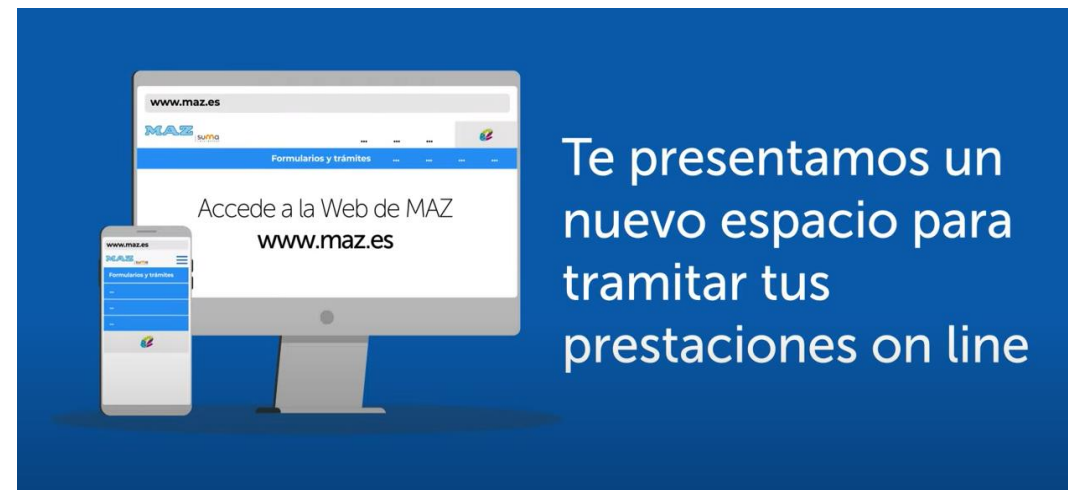 www.maz.es
MAZ suma
... ... ...
Formularios y trámites ... ... ... ...
Accede a la Web de MAZ
www.maz.es
www.maz.es
MAZ suma
Formularios y trámites
...
...
...
Te presentamos un
nuevo espacio para
tramitar tus
prestaciones on line